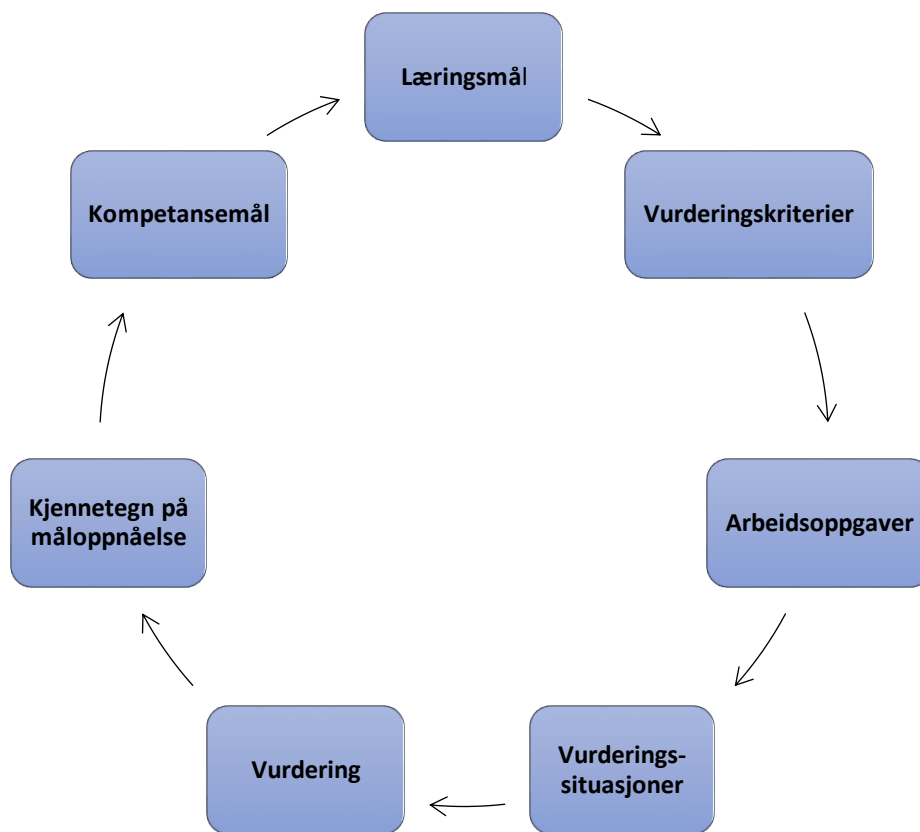 Læringsmål
Vurderingskriterier
Arbeidsoppgaver
Vurderings-
situasjoner
Vurdering
Kjennetegn på
måloppnåelse
Kompetansemål